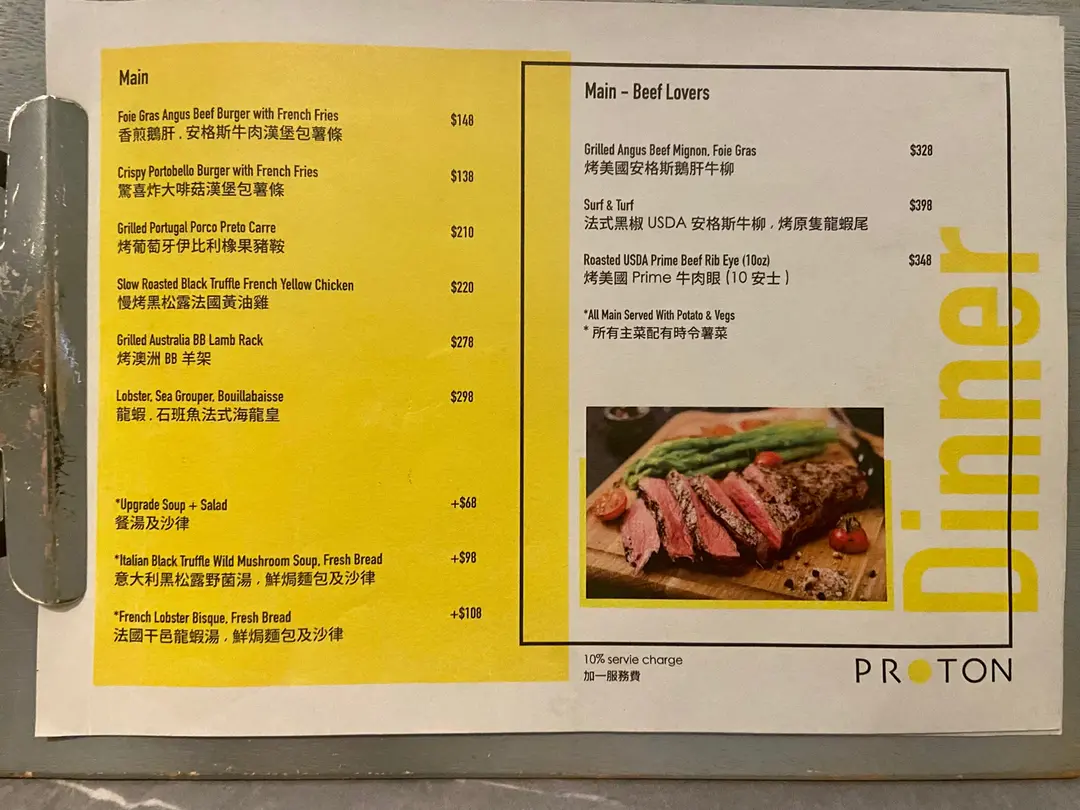 Main
Foie Gras Angus Beef Burger with French Fries $148
香煎鵝肝 . 安格斯牛肉漢堡包薯條
Crispy Portobello Burger with French Fries $138
驚喜炸大啡菇漢堡包薯條
Grilled Portugal Porco Preto Carre $210
烤葡萄牙伊比利橡果豬鞍
Slow Roasted Black Truffle French Yellow Chicken $220
慢烤黑松露法國黃油雞
Grilled Australia BB Lamb Rack $278
烤澳洲 BB 羊架
Lobster, Sea Grouper, Bouillabaisse $298
龍蝦 . 石班魚法式海龍皇
*Upgrade Soup + Salad +$68
餐湯及沙律
*Italian Black Truffle Wild Mushroom Soup, Fresh Bread +$98
意大利黑松露野菌湯 , 鮮焗麵包及沙律
*French Lobster Bisque, Fresh Bread +$108
法國干邑龍蝦湯 , 鮮焗麵包及沙律
Main - Beef Lovers
Grilled Angus Beef Mignon, Foie Gras $328
烤美國安格斯鵝肝牛柳
Surf & Turf $398
法式黑椒 USDA 安格斯牛柳 , 烤原隻龍蝦尾
Roasted USDA Prime Beef Rib Eye (10oz) $348
烤美國 Prime 牛肉眼 (10 安士 )
*All Main Served With Potato & Vegs
* 所有主菜配有時令薯菜
Dinner
10% servie charge
加一服務費
PROTON